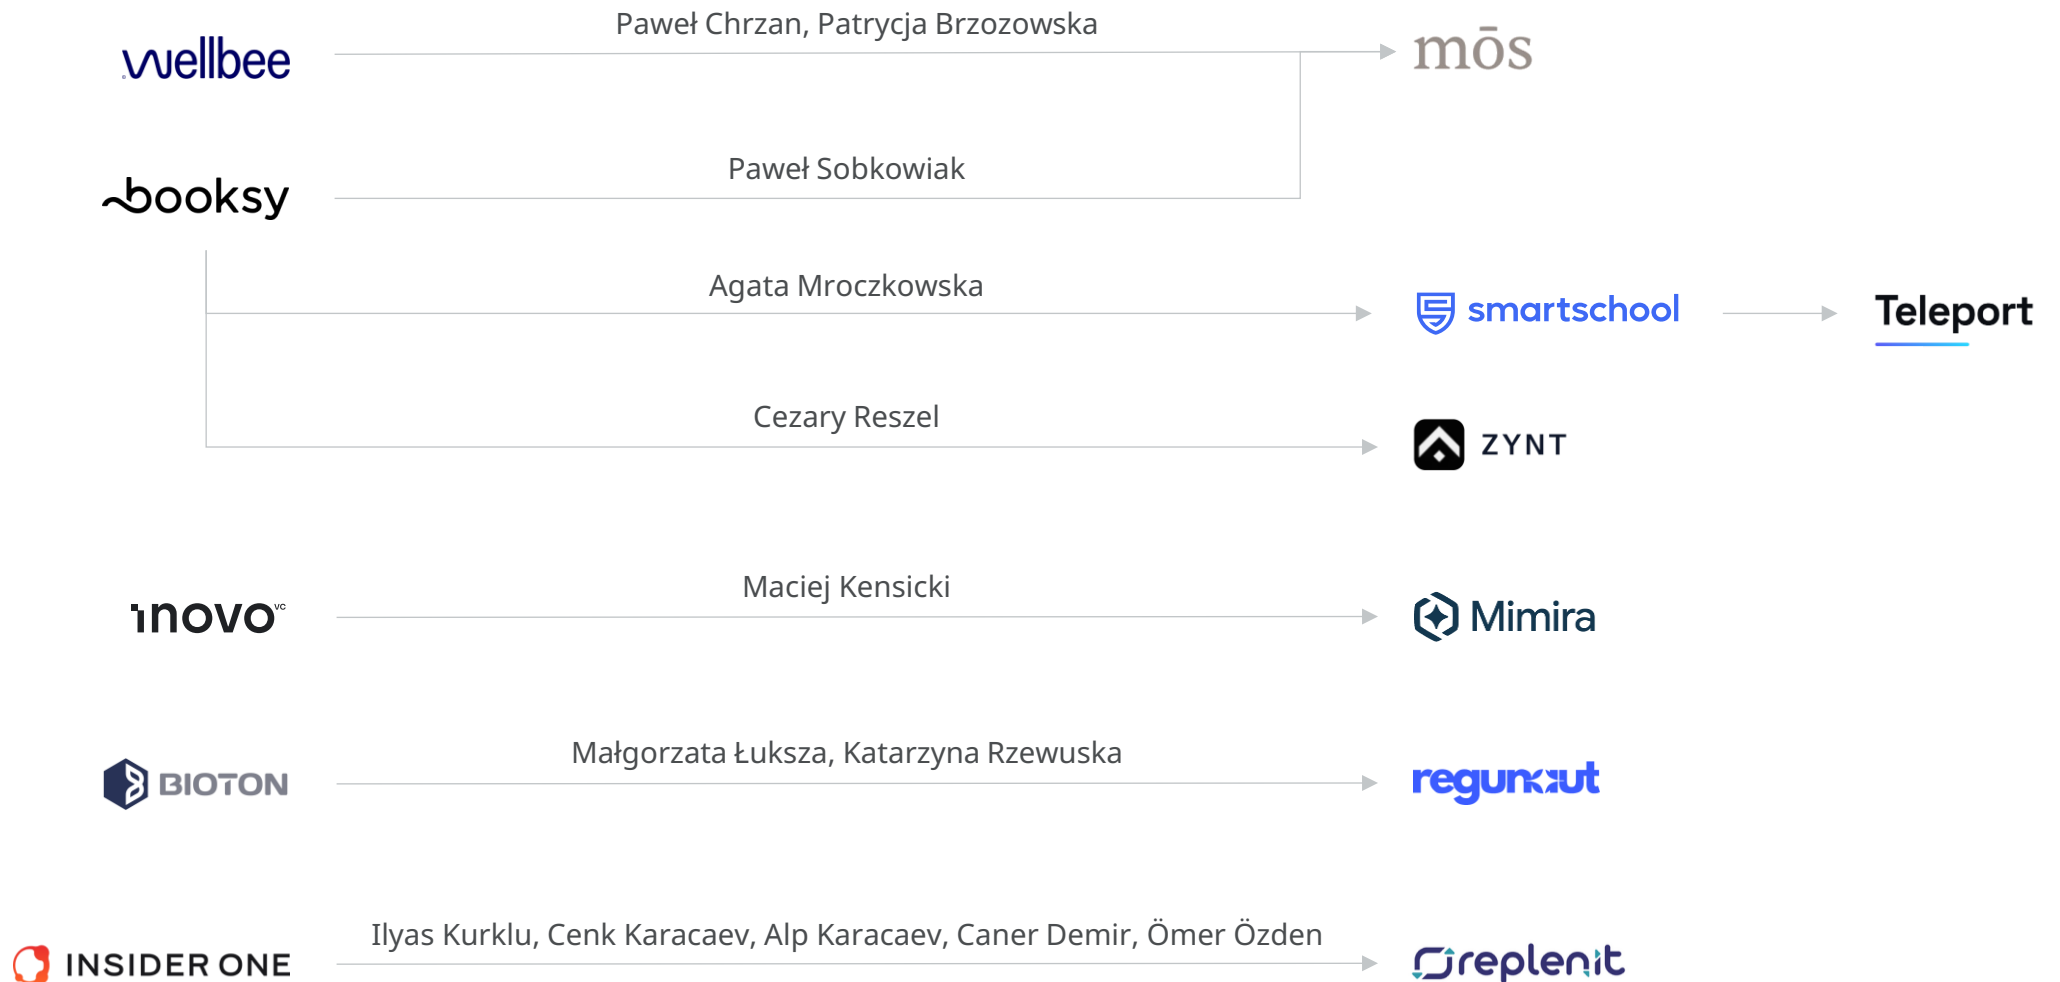 Paweł Chrzan, Patrycja Brzozowska
wellbee
mōs
Paweł Sobkowiak
booksy
Agata Mroczkowska
smartschool
Teleport
Cezary Reszel
ZYNT
Maciej Kensicki
inovo vc
Mimira
Małgorzata Łuksza, Katarzyna Rzewuska
BIOTON
regunaut
Ilyas Kurklu, Cenk Karacaev, Alp Karacaev, Caner Demir, Ömer Özden
INSIDER ONE
replenit